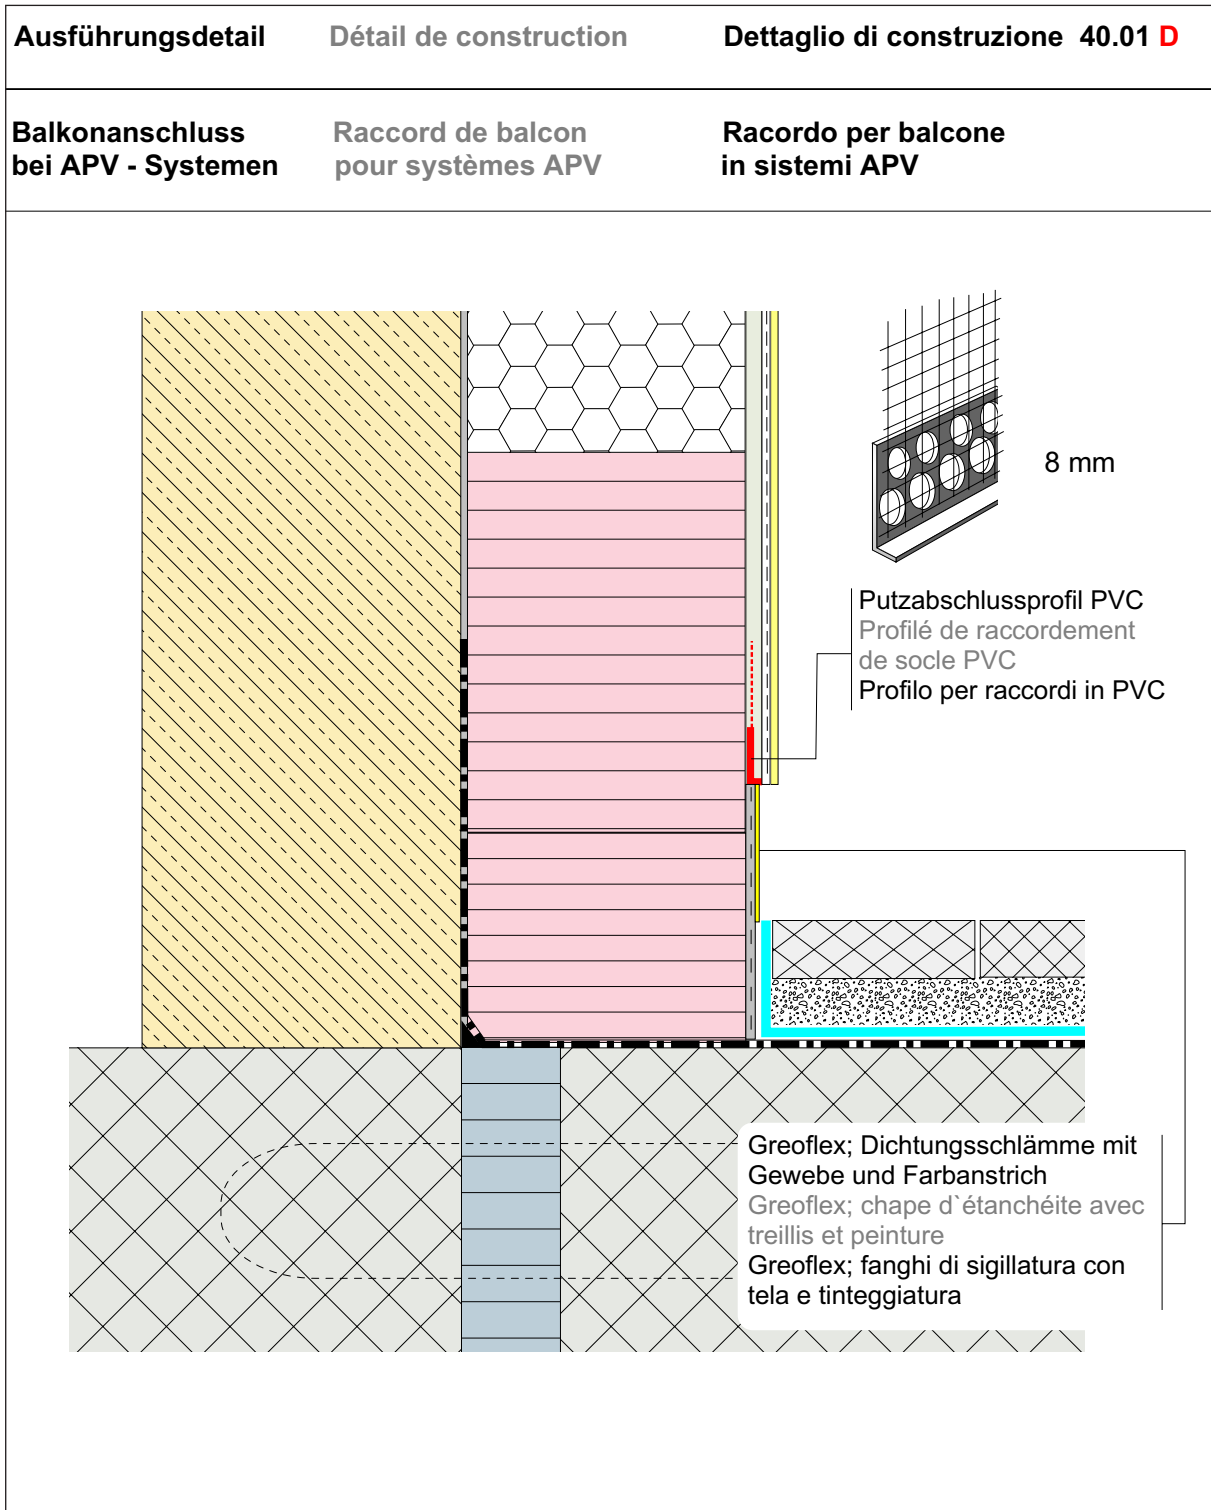 Ausführungsdetail Détail de construction Dettaglio di construzione 40.01 D
Balkonanschluss
bei APV - Systemen
Raccord de balcon
pour systèmes APV
Racordo per balcone
in sistemi APV
8 mm
Putzabschlussprofil PVC
Profilé de raccordement
de socle PVC
Profilo per raccordi in PVC
Greoflex; Dichtungsschlämme mit
Gewebe und Farbanstrich
Greoflex; chape d`étanchéite avec
treillis et peinture
Greoflex; fanghi di sigillatura con
tela e tinteggiatura